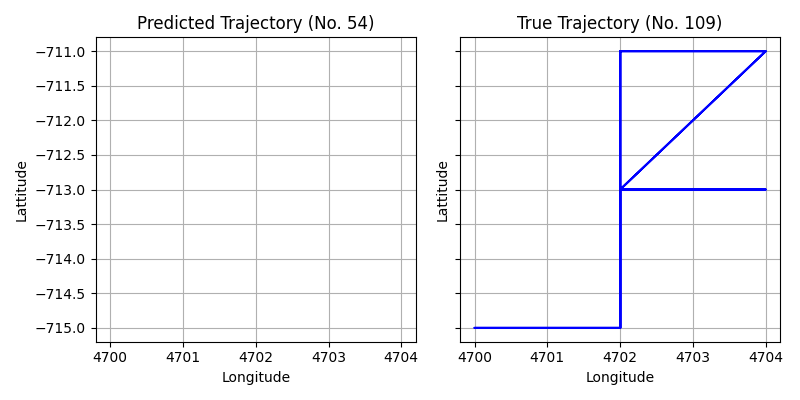 Predicted Trajectory (No. 54)
True Trajectory (No. 109)
−711.0
−711.5
−712.0
−712.5
−713.0
−713.5
−714.0
−714.5
−715.0
Lattitude
Lattitude
4700 4701 4702 4703 4704
4700 4701 4702 4703 4704
Longitude
Longitude